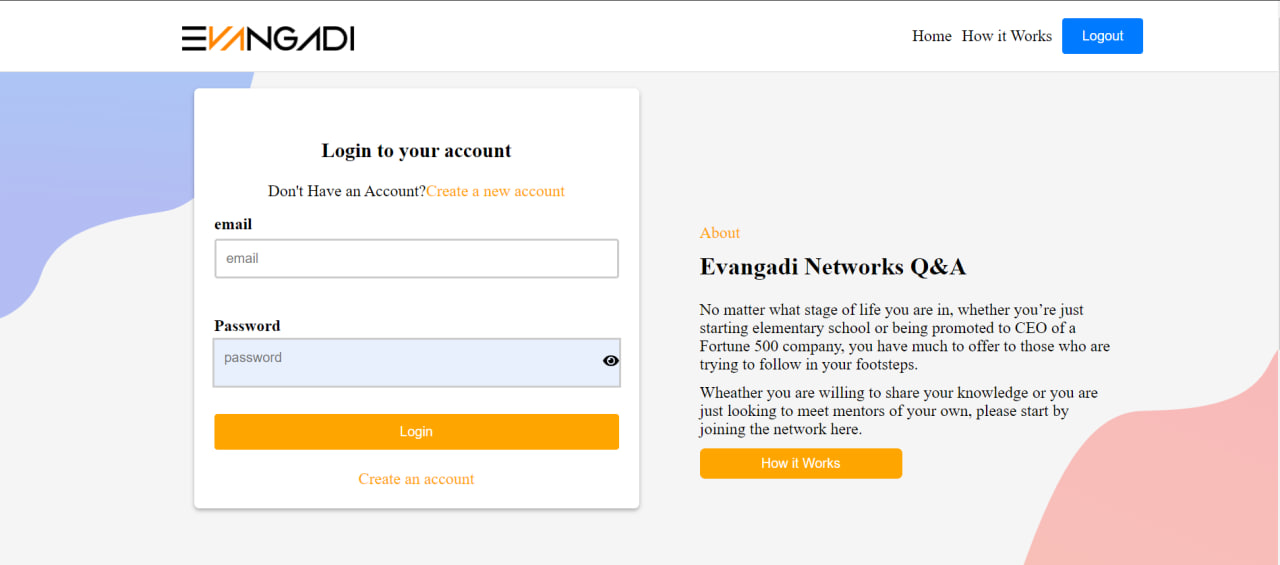 EVANGADI
Home How it Works Logout
Login to your account
Don't Have an Account?Create a new account
email
email
Password
password
Login
Create an account
About
Evangadi Networks Q&A
No matter what stage of life you are in, whether you’re just
starting elementary school or being promoted to CEO of a
Fortune 500 company, you have much to offer to those who are
trying to follow in your footsteps.
Wheather you are willing to share your knowledge or you are
just looking to meet mentors of your own, please start by
joining the network here.
How it Works